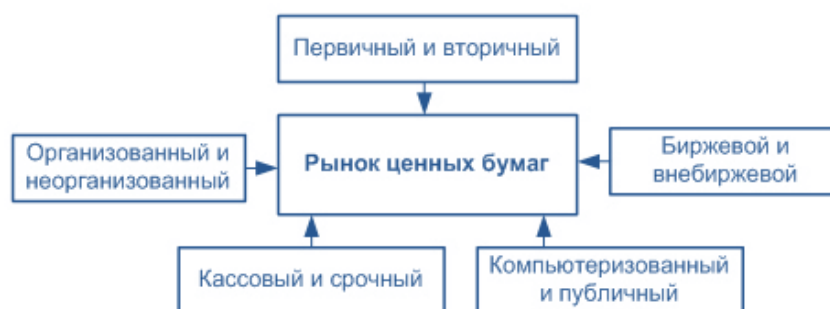 Первичный и вторичный
Организованный и
неорганизованный
Рынок ценных бумаг
Биржевой и
внебиржевой
Кассовый и срочный
Компьютеризованный
и публичный